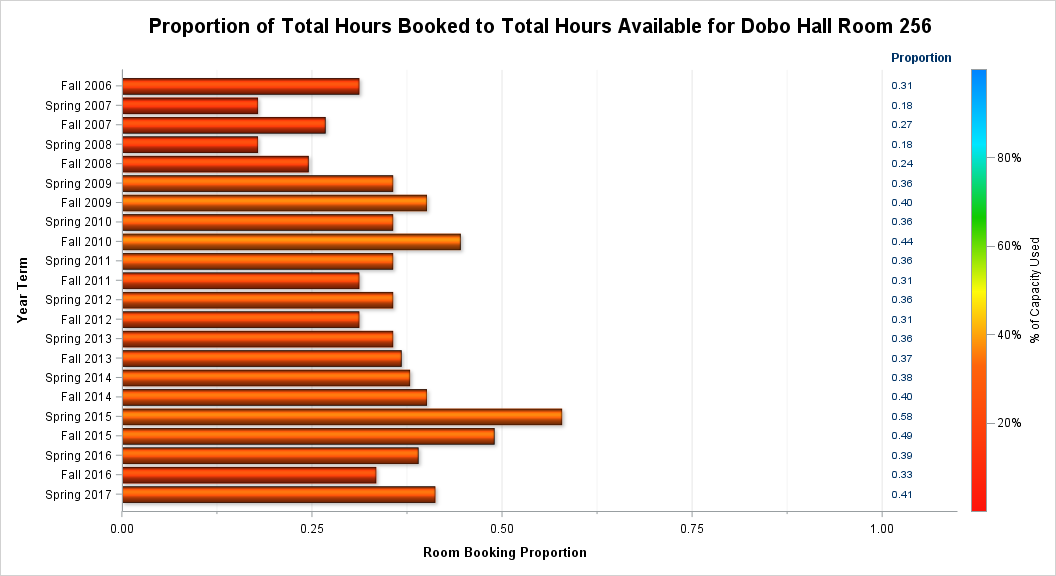 Proportion of Total Hours Booked to Total Hours Available for Dobo Hall Room 256
Proportion
Fall 2006 0.31
Spring 2007 0.18
Fall 2007 0.27
Spring 2008 0.18
Fall 2008 0.24
Spring 2009 0.36
Fall 2009 0.40
Spring 2010 0.36
Fall 2010 0.44
Spring 2011 0.36
Fall 2011 0.31
Spring 2012 0.36
Fall 2012 0.31
Spring 2013 0.36
Fall 2013 0.37
Spring 2014 0.38
Fall 2014 0.40
Spring 2015 0.58
Fall 2015 0.49
Spring 2016 0.39
Fall 2016 0.33
Spring 2017 0.41
Year Term
80%
60%
40%
20%
% of Capacity Used
0.00 0.25 0.50 0.75 1.00
Room Booking Proportion